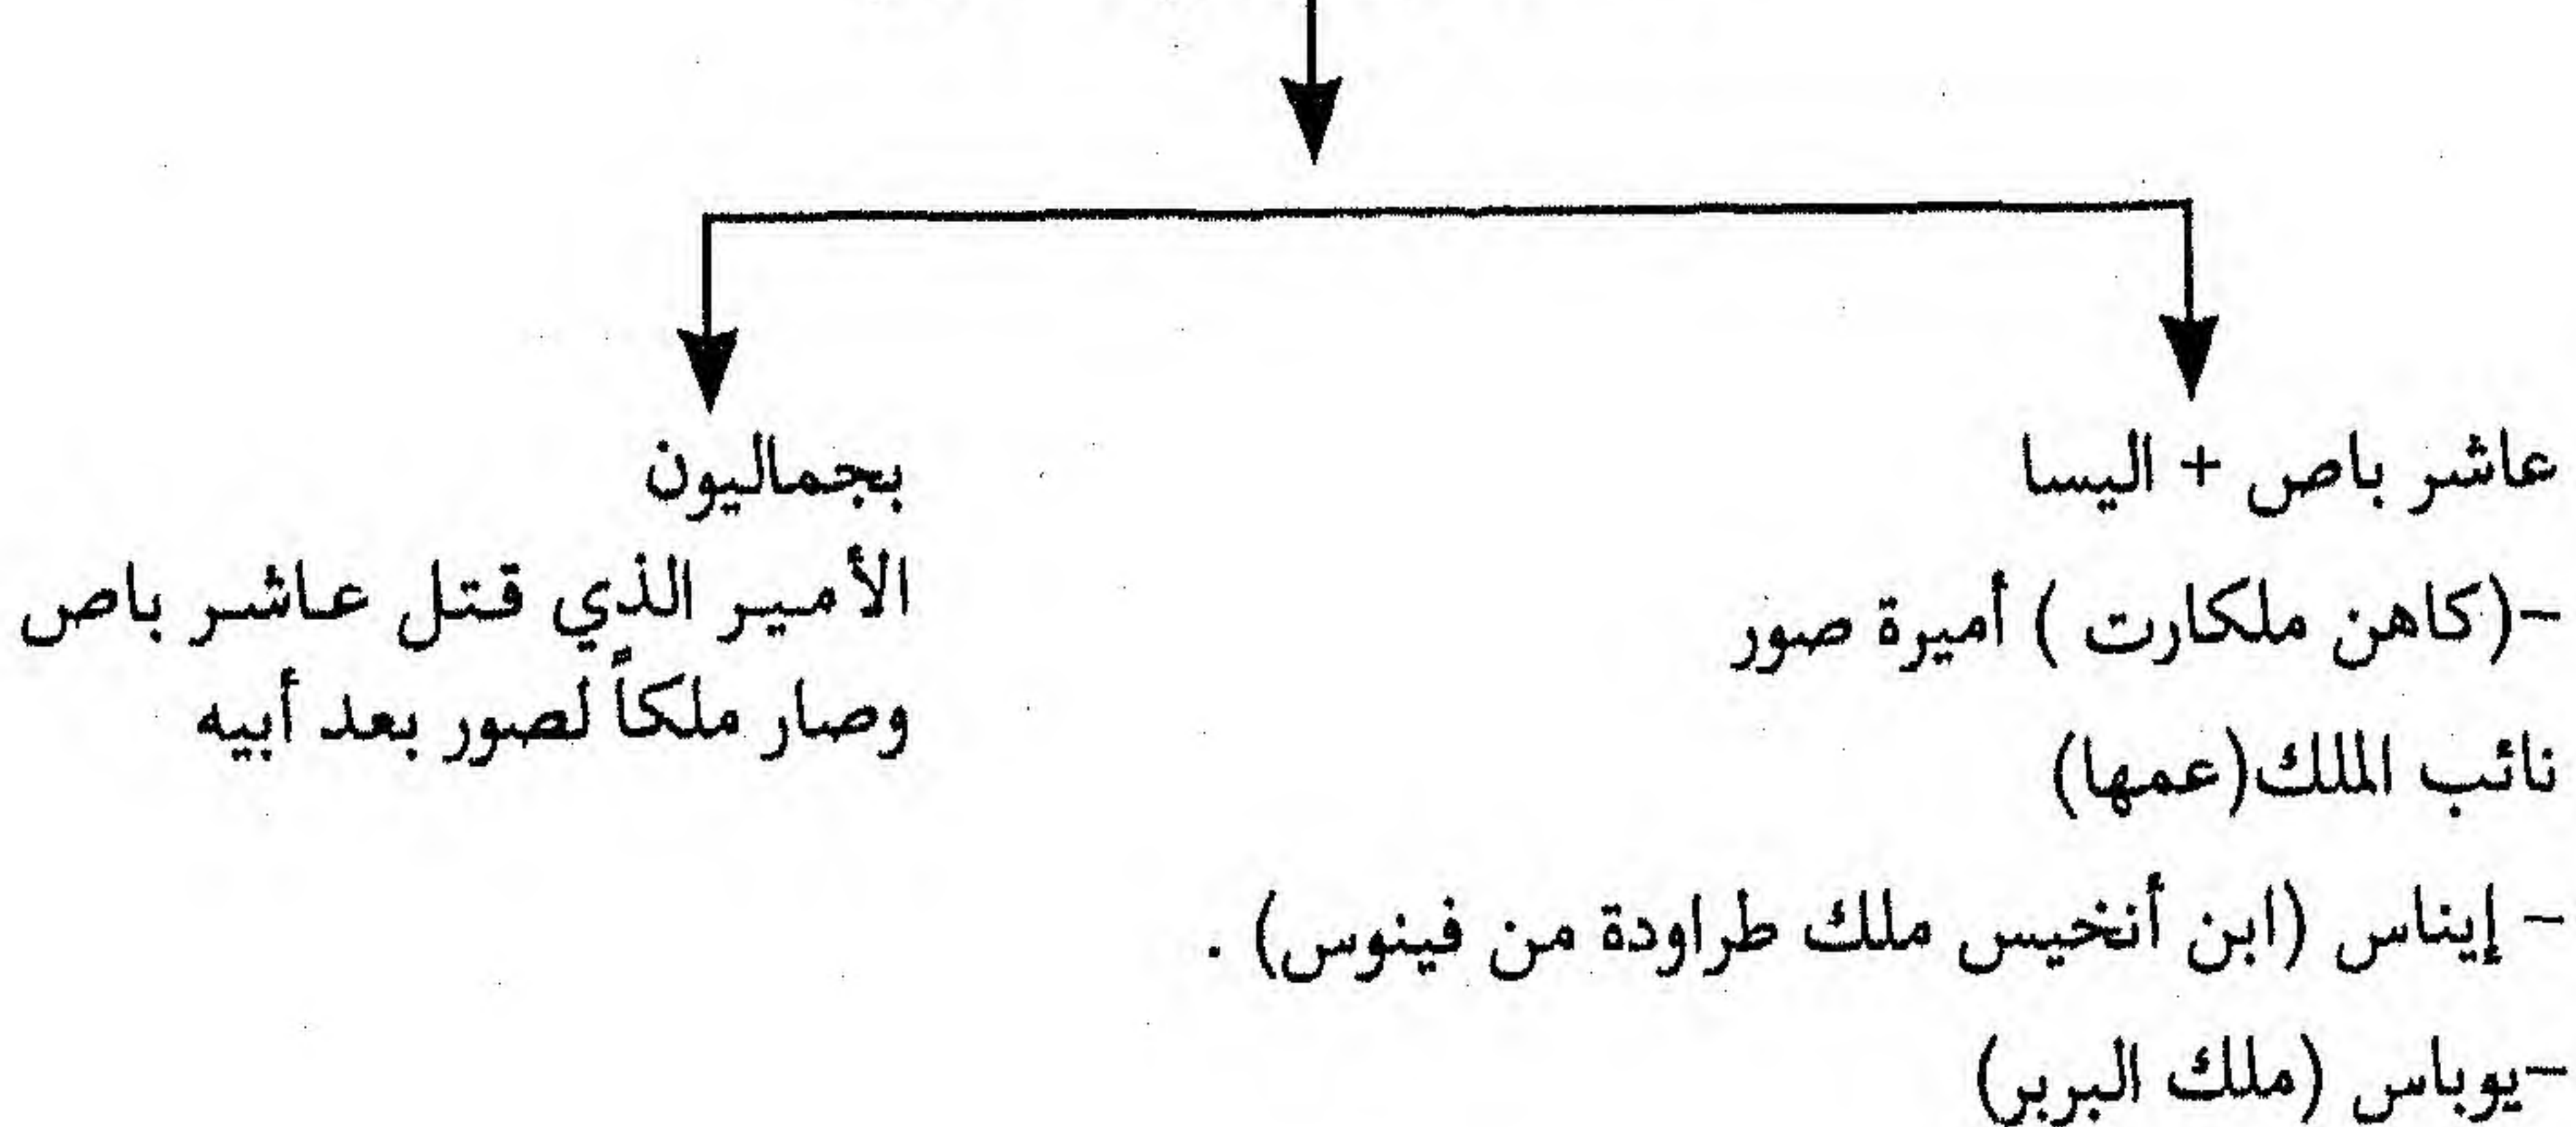 عاشر باص + اليسا
-(كاهن ملكارت ) أميرة صور
نائب الملك(عمها)
- إيناس (ابن أنخيس ملك طراودة من فينوس) .
-يوباس (ملك البربر)
بجماليون
الأمير الذي قتل عاشر باص
وصار ملكاً لصور بعد أبيه